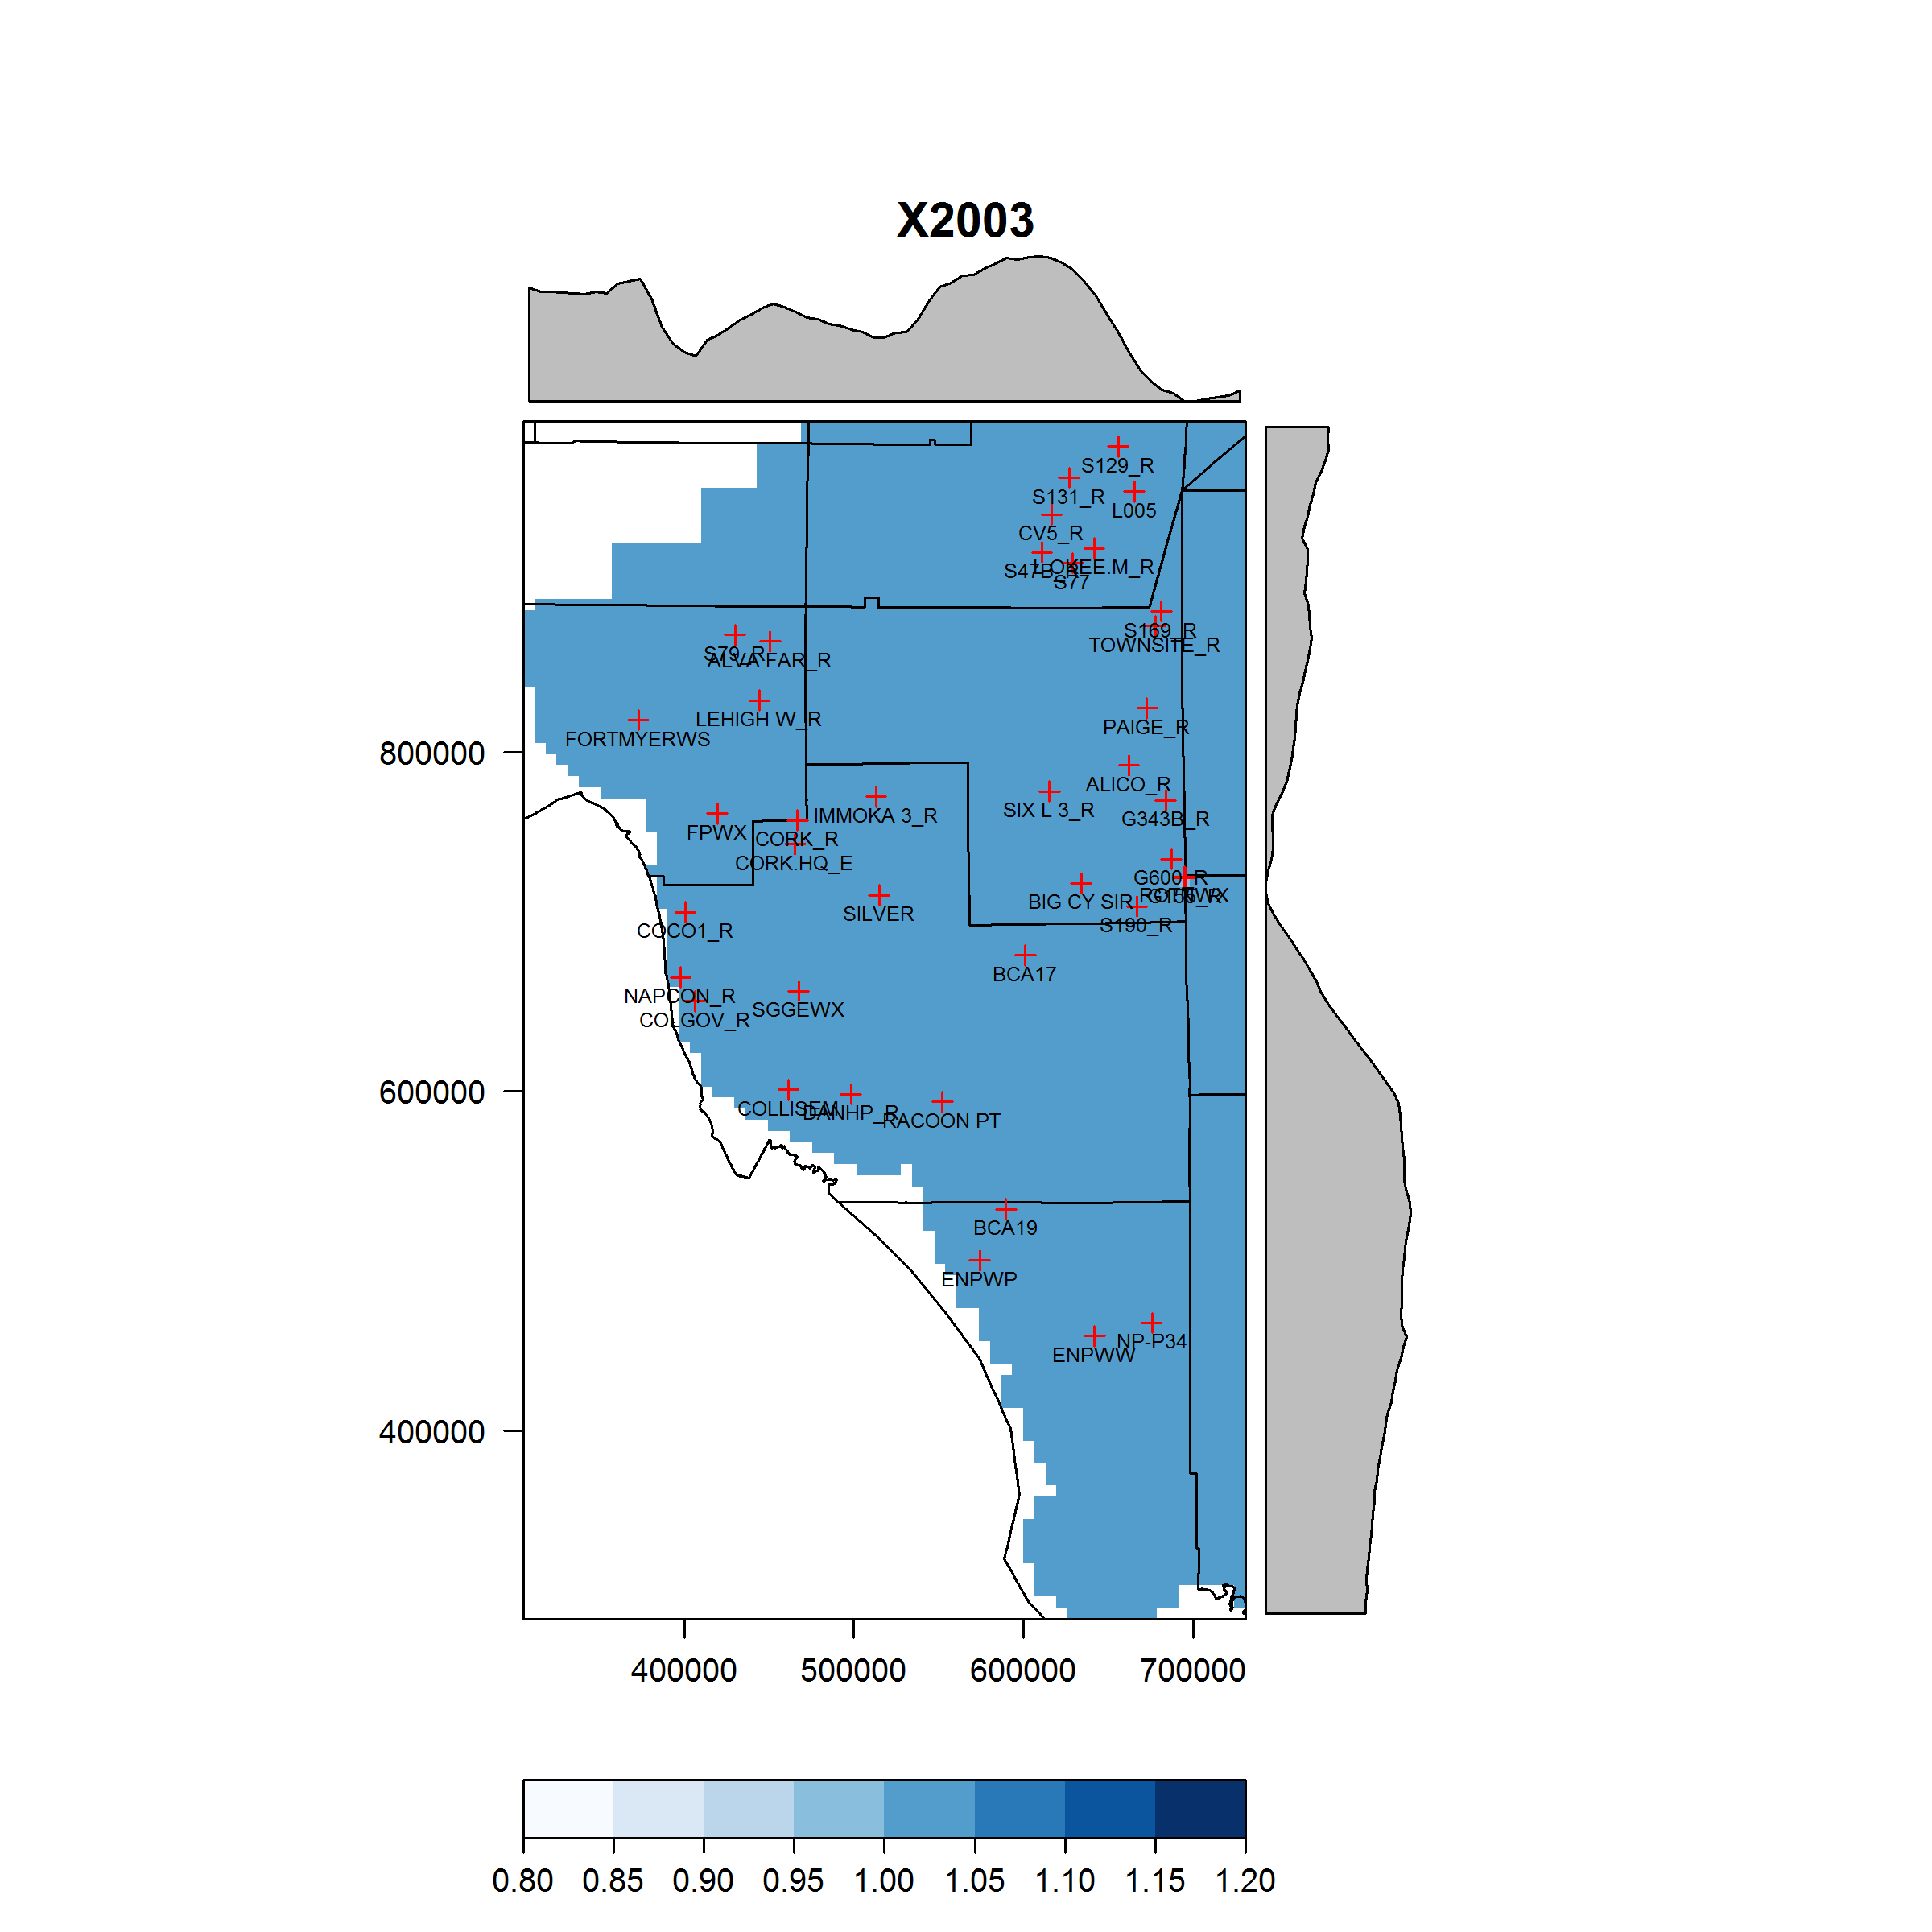 X2003
S129_R
S131_R
L005
CV5_R
L OKEE.M_R
S47B_R
S77
S169_R
TOWNSITE_R
S79_R
ALVA FAR_R
LEHIGH W_R
PAIGE_R
FORTMYERWS
800000
ALICO_R
SIX L 3_R
IMMOKA 3_R
G343B_R
FPWX
CORK_R
CORK.HQ_E
G600_R
ROTNWX
BIG CY SIR
SILVER
S190_R
COCO1_R
BCA17
NAPCON_R
SGGEWX
COLGOV_R
600000
COLLISEM
DANHP_R
RACOON PT
BCA19
ENPWP
NP-P34
ENPWW
400000
400000 500000 600000 700000
0.80 0.85 0.90 0.95 1.00 1.05 1.10 1.15 1.20